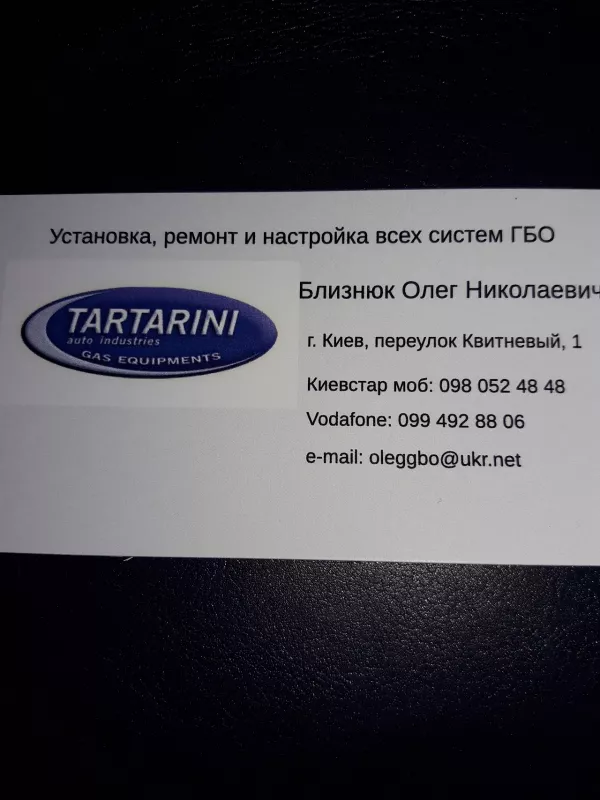 Установка, ремонт и настройка всех систем ГБО
TARTARINI
auto industries
GAS EQUIPMENTS
Близнюк Олег Николаевич
г. Киев, переулок Квитневый, 1
Киевстар моб: 098 052 48 48
Vodafone: 099 492 88 06
e-mail: oleggbo@ukr.net